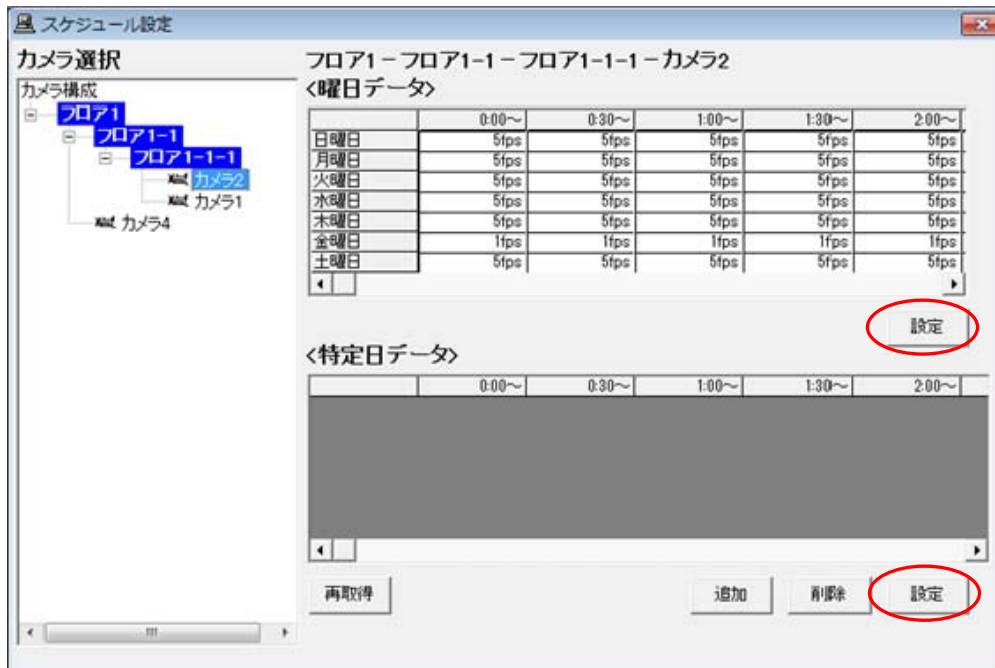 スケジュール設定
カメラ選択
カメラ構成
フロア1
フロア1-1
フロア1-1-1
カメラ2
カメラ1
カメラ4
フロア1-フロア1-1-フロア1-1-1-カメラ2
<曜日データ>
0:00~ 0:30~ 1:00~ 1:30~ 2:00~
日曜日 5fps 5fps 5fps 5fps 5fps
月曜日 5fps 5fps 5fps 5fps 5fps
火曜日 5fps 5fps 5fps 5fps 5fps
水曜日 5fps 5fps 5fps 5fps 5fps
木曜日 5fps 5fps 5fps 5fps 5fps
金曜日 1fps 1fps 1fps 1fps 1fps
土曜日 5fps 5fps 5fps 5fps 5fps
設定
<特定日データ>
0:00~ 0:30~ 1:00~ 1:30~ 2:00~
再取得 追加 削除 設定